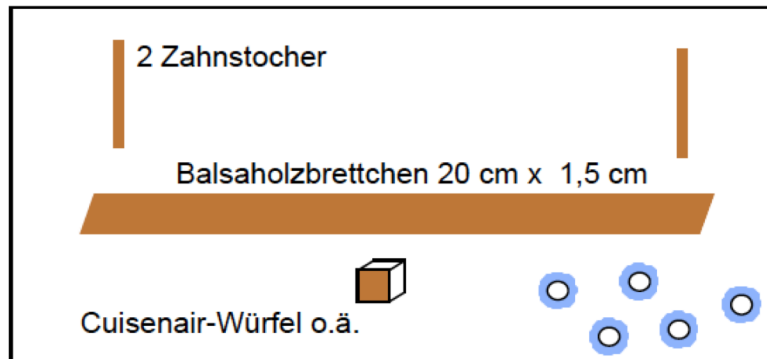 2 Zahnstocher
Balsaholzbrettchen 20 cm x 1,5 cm
Cuisenair-Würfel o.ä.